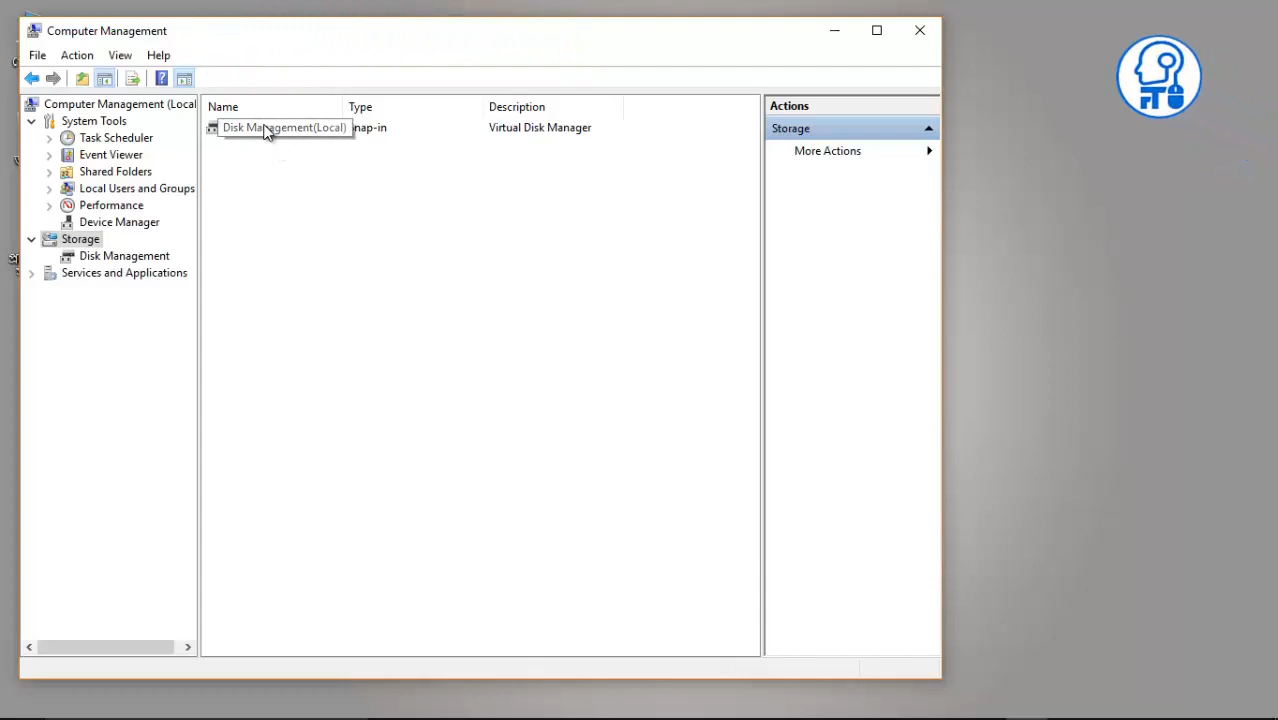 Computer Management
File Action View Help
Computer Management (Local
System Tools
Task Scheduler
Event Viewer
Shared Folders
Local Users and Groups
Performance
Device Manager
Storage
Disk Management
Services and Applications
Name Type Description
Disk Management(Local) nap-in Virtual Disk Manager
Actions
Storage
More Actions